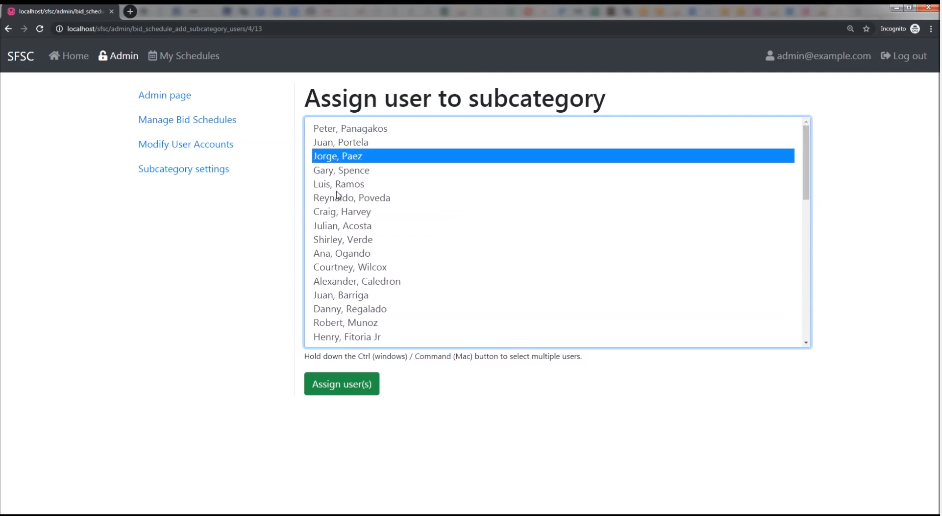 localhost/sfsc/admin/bid_sched
localhost/sfsc/admin/bid_schedule_add_subcategory_users/4/13
Incognito
SFSC
Home
Admin
My Schedules
admin@example.com
Log out
Admin page
Manage Bid Schedules
Modify User Accounts
Subcategory settings
Assign user to subcategory
Peter, Panagakos
Juan, Portela
Jorge, Paez
Gary, Spence
Luis, Ramos
Reynaldo, Poveda
Craig, Harvey
Julian, Acosta
Shirley, Verde
Ana, Ogando
Courtney, Wilcox
Alexander, Caledron
Juan, Barriga
Danny, Regalado
Robert, Munoz
Henry, Fitoria Jr
Hold down the Ctrl (windows) / Command (Mac) button to select multiple users.
Assign user(s)